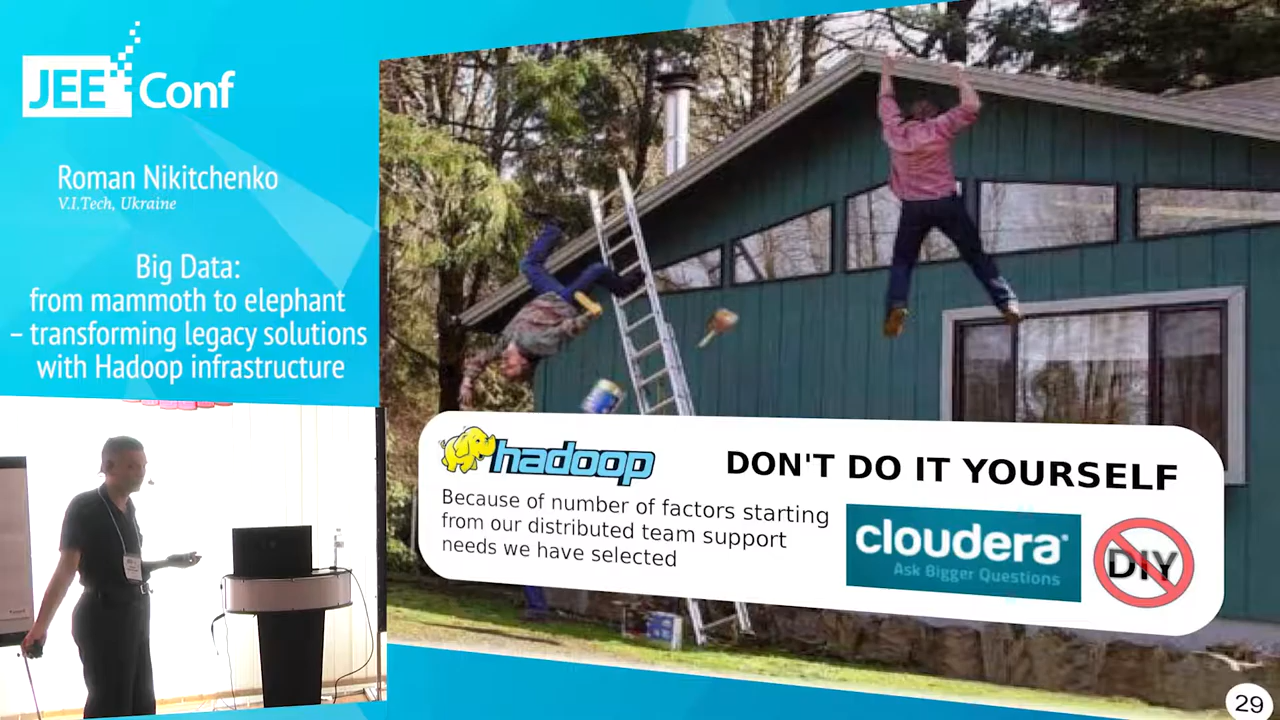 JEE Conf
Roman Nikitchenko
V.I.Tech, Ukraine
Big Data:
from mammoth to elephant
– transforming legacy solutions
with Hadoop infrastructure
hadoop
DON'T DO IT YOURSELF
Because of number of factors starting
from our distributed team support
needs we have selected
cloudera
Ask Bigger Questions
DIY
29